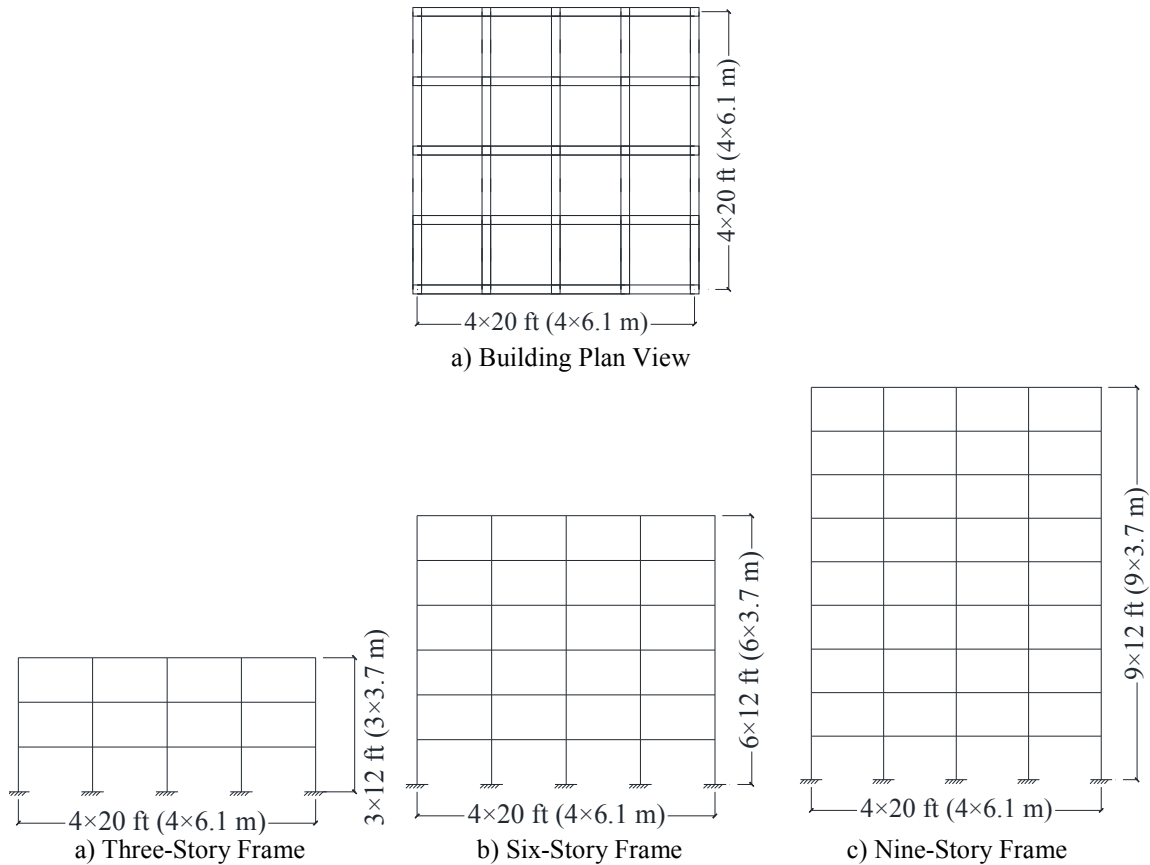 4×20 ft (4×6.1 m)
4×20 ft (4×6.1 m)
a) Building Plan View
3×12 ft (3×3.7 m)
4×20 ft (4×6.1 m)
a) Three-Story Frame
6×12 ft (6×3.7 m)
4×20 ft (4×6.1 m)
b) Six-Story Frame
9×12 ft (9×3.7 m)
4×20 ft (4×6.1 m)
c) Nine-Story Frame